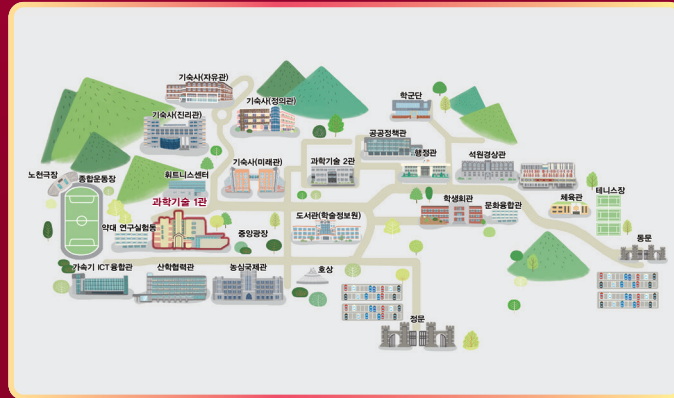 기숙사(자유관)
학군단
기숙사(정의관)
기숙사(진리관)
공공정책관
행정관
석원경상관
노천극장
종합운동장
위트니스센터
기숙사(미래관)
과학기술 2관
과학기술 1관
학생회관
문화융합관
체육관
테니스장
약대 연구실험동
중앙광장
도서관(학술정보원)
동문
가속기 ICT융합관
산학협력관
농심국제관
호상
정문